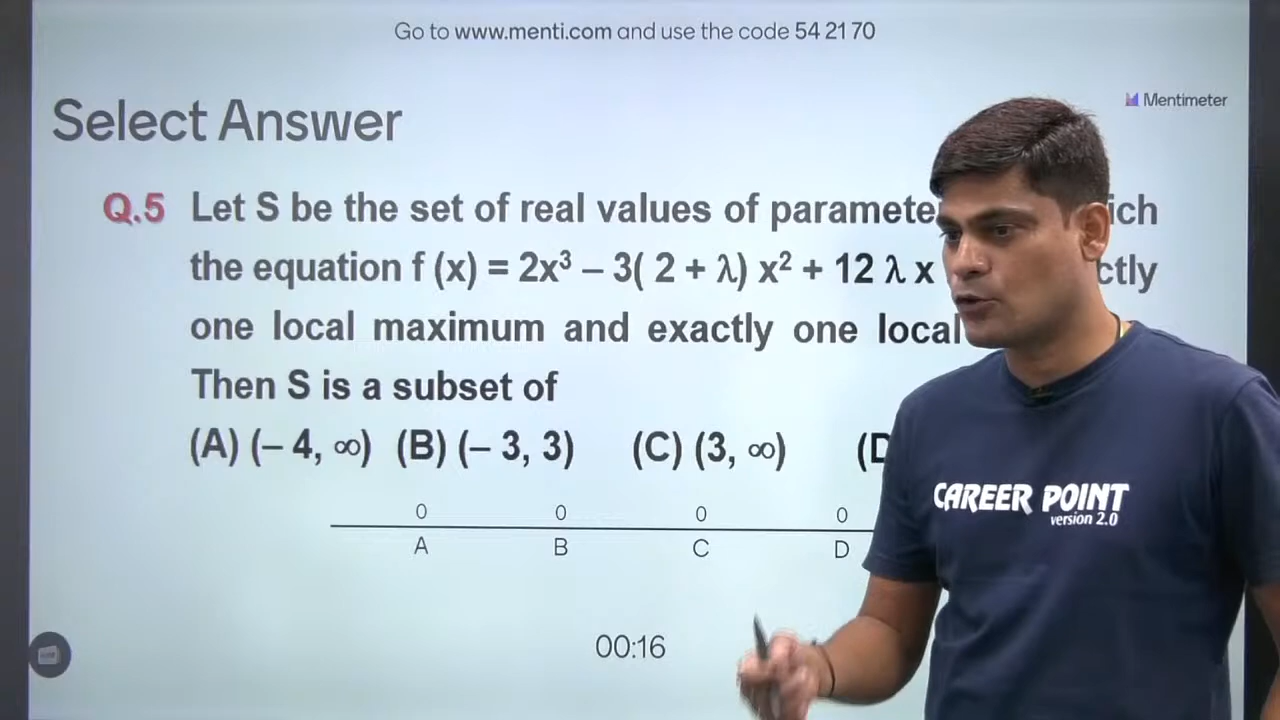 Go to www.menti.com and use the code 54 21 70
Mentimeter
Select Answer
Q.5 Let S be the set of real values of
the equation f (x) = 2x³ – 3( 2 + λ) x² + 12 λ x
one local maximum and exactly one local
Then S is a subset of
(A) (– 4, ∞) (B) (– 3, 3) (C) (3, ∞)
0 0 0 0
A B C D
00:16
CAREER POINT
version 2.0